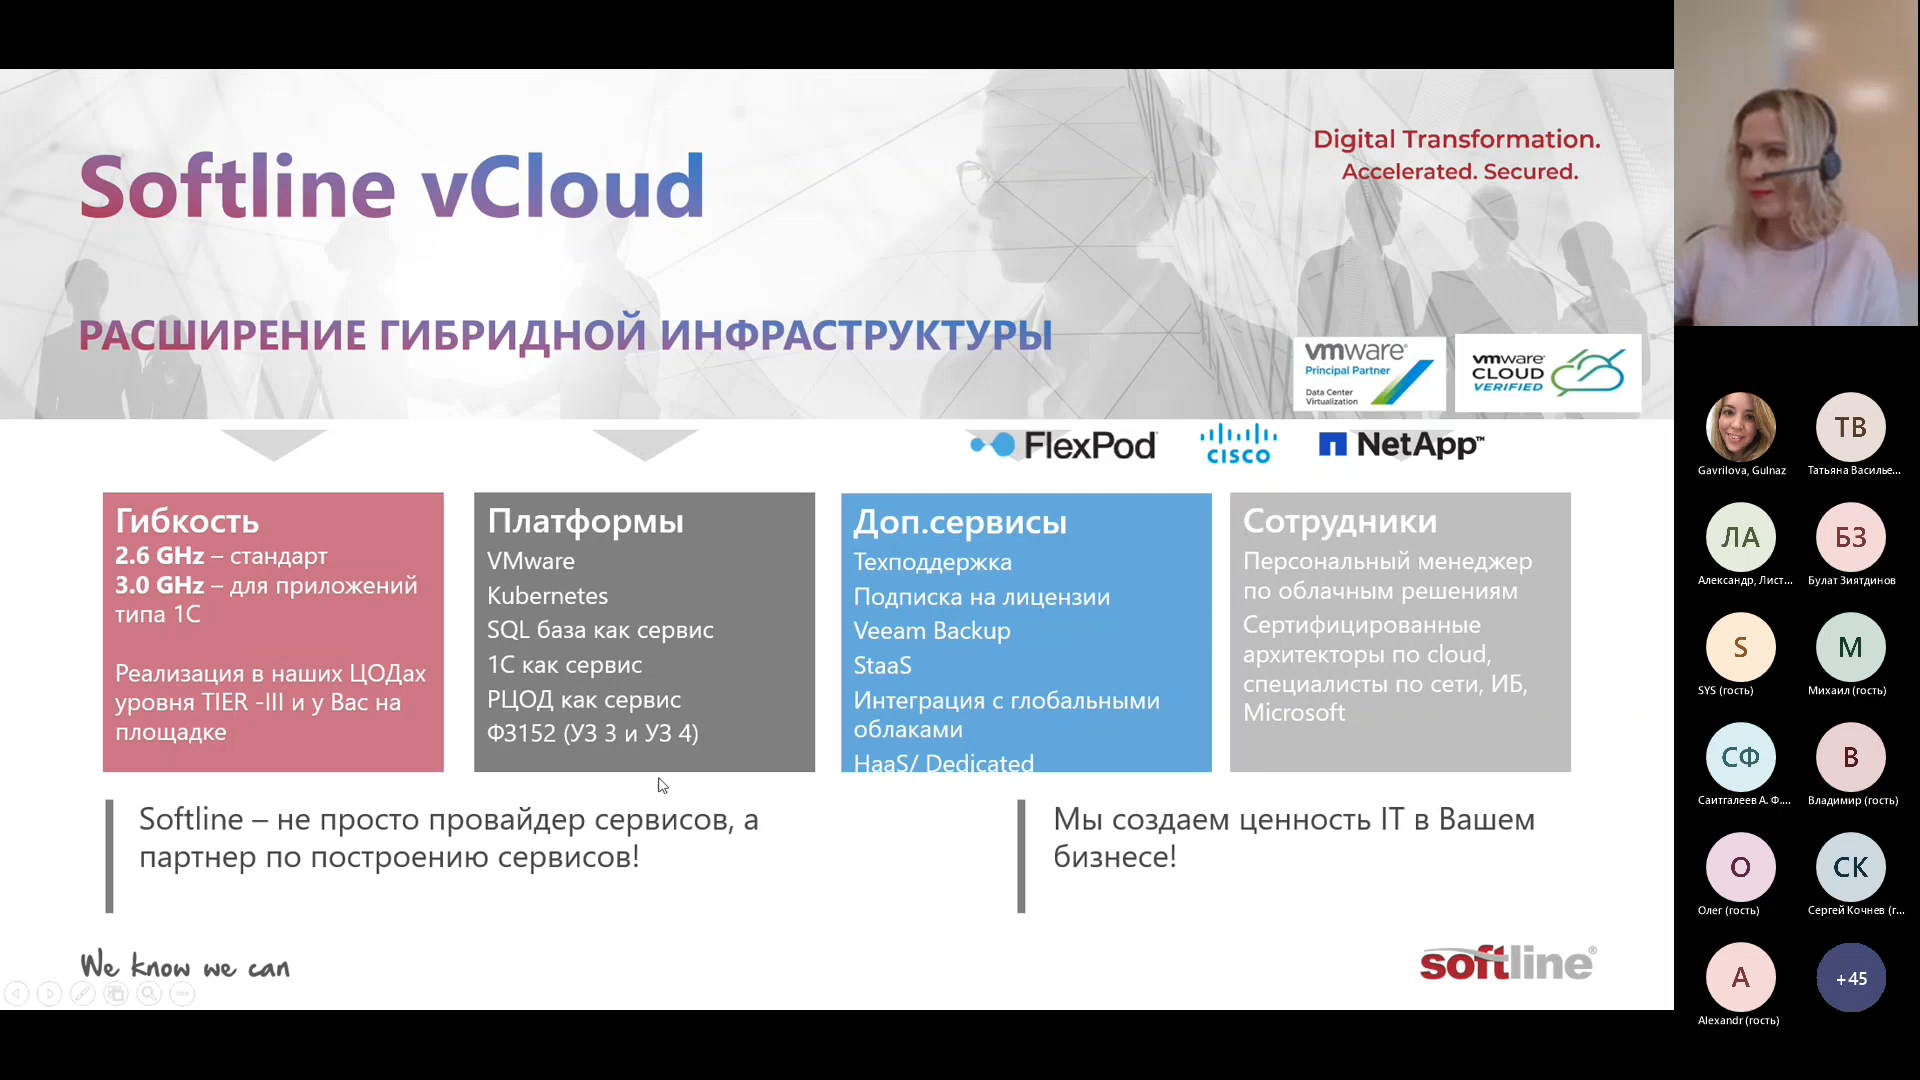 Softline vCloud
Digital Transformation.
Accelerated. Secured.
РАСШИРЕНИЕ ГИБРИДНОЙ ИНФРАСТРУКТУРЫ
vmware®
Principal Partner
Data Center
Virtualization
vmware®
CLOUD
VERIFIED
FlexPod
CISCO
NetApp™
Гибкость
2.6 GHz – стандарт
3.0 GHz – для приложений
типа 1С
Реализация в наших ЦОДах
уровня TIER -III и у Вас на
площадке
Платформы
VMware
Kubernetes
SQL база как сервис
1С как сервис
РЦОД как сервис
ФЗ152 (УЗ 3 и УЗ 4)
Доп.сервисы
Техподдержка
Подписка на лицензии
Veeam Backup
StaaS
Интеграция с глобальными
облаками
HaaS/ Dedicated
Сотрудники
Персональный менеджер
по облачным решениям
Сертифицированные
архитекторы по cloud,
специалисты по сети, ИБ,
Microsoft
Softline – не просто провайдер сервисов, а
партнер по построению сервисов!
Мы создаем ценность IT в Вашем
бизнесе!
We know we can
softline®
Gavrilova, Gulnaz
ТВ
Татьяна Василье...
ЛА
Александр, Лист...
БЗ
Булат Зиятдинов
S
SYS (гость)
М
Михаил (гость)
СФ
Саитгалеев А. Ф....
В
Владимир (гость)
О
Олег (гость)
СК
Сергей Кочнев (г...
A
Alexandr (гость)
+45